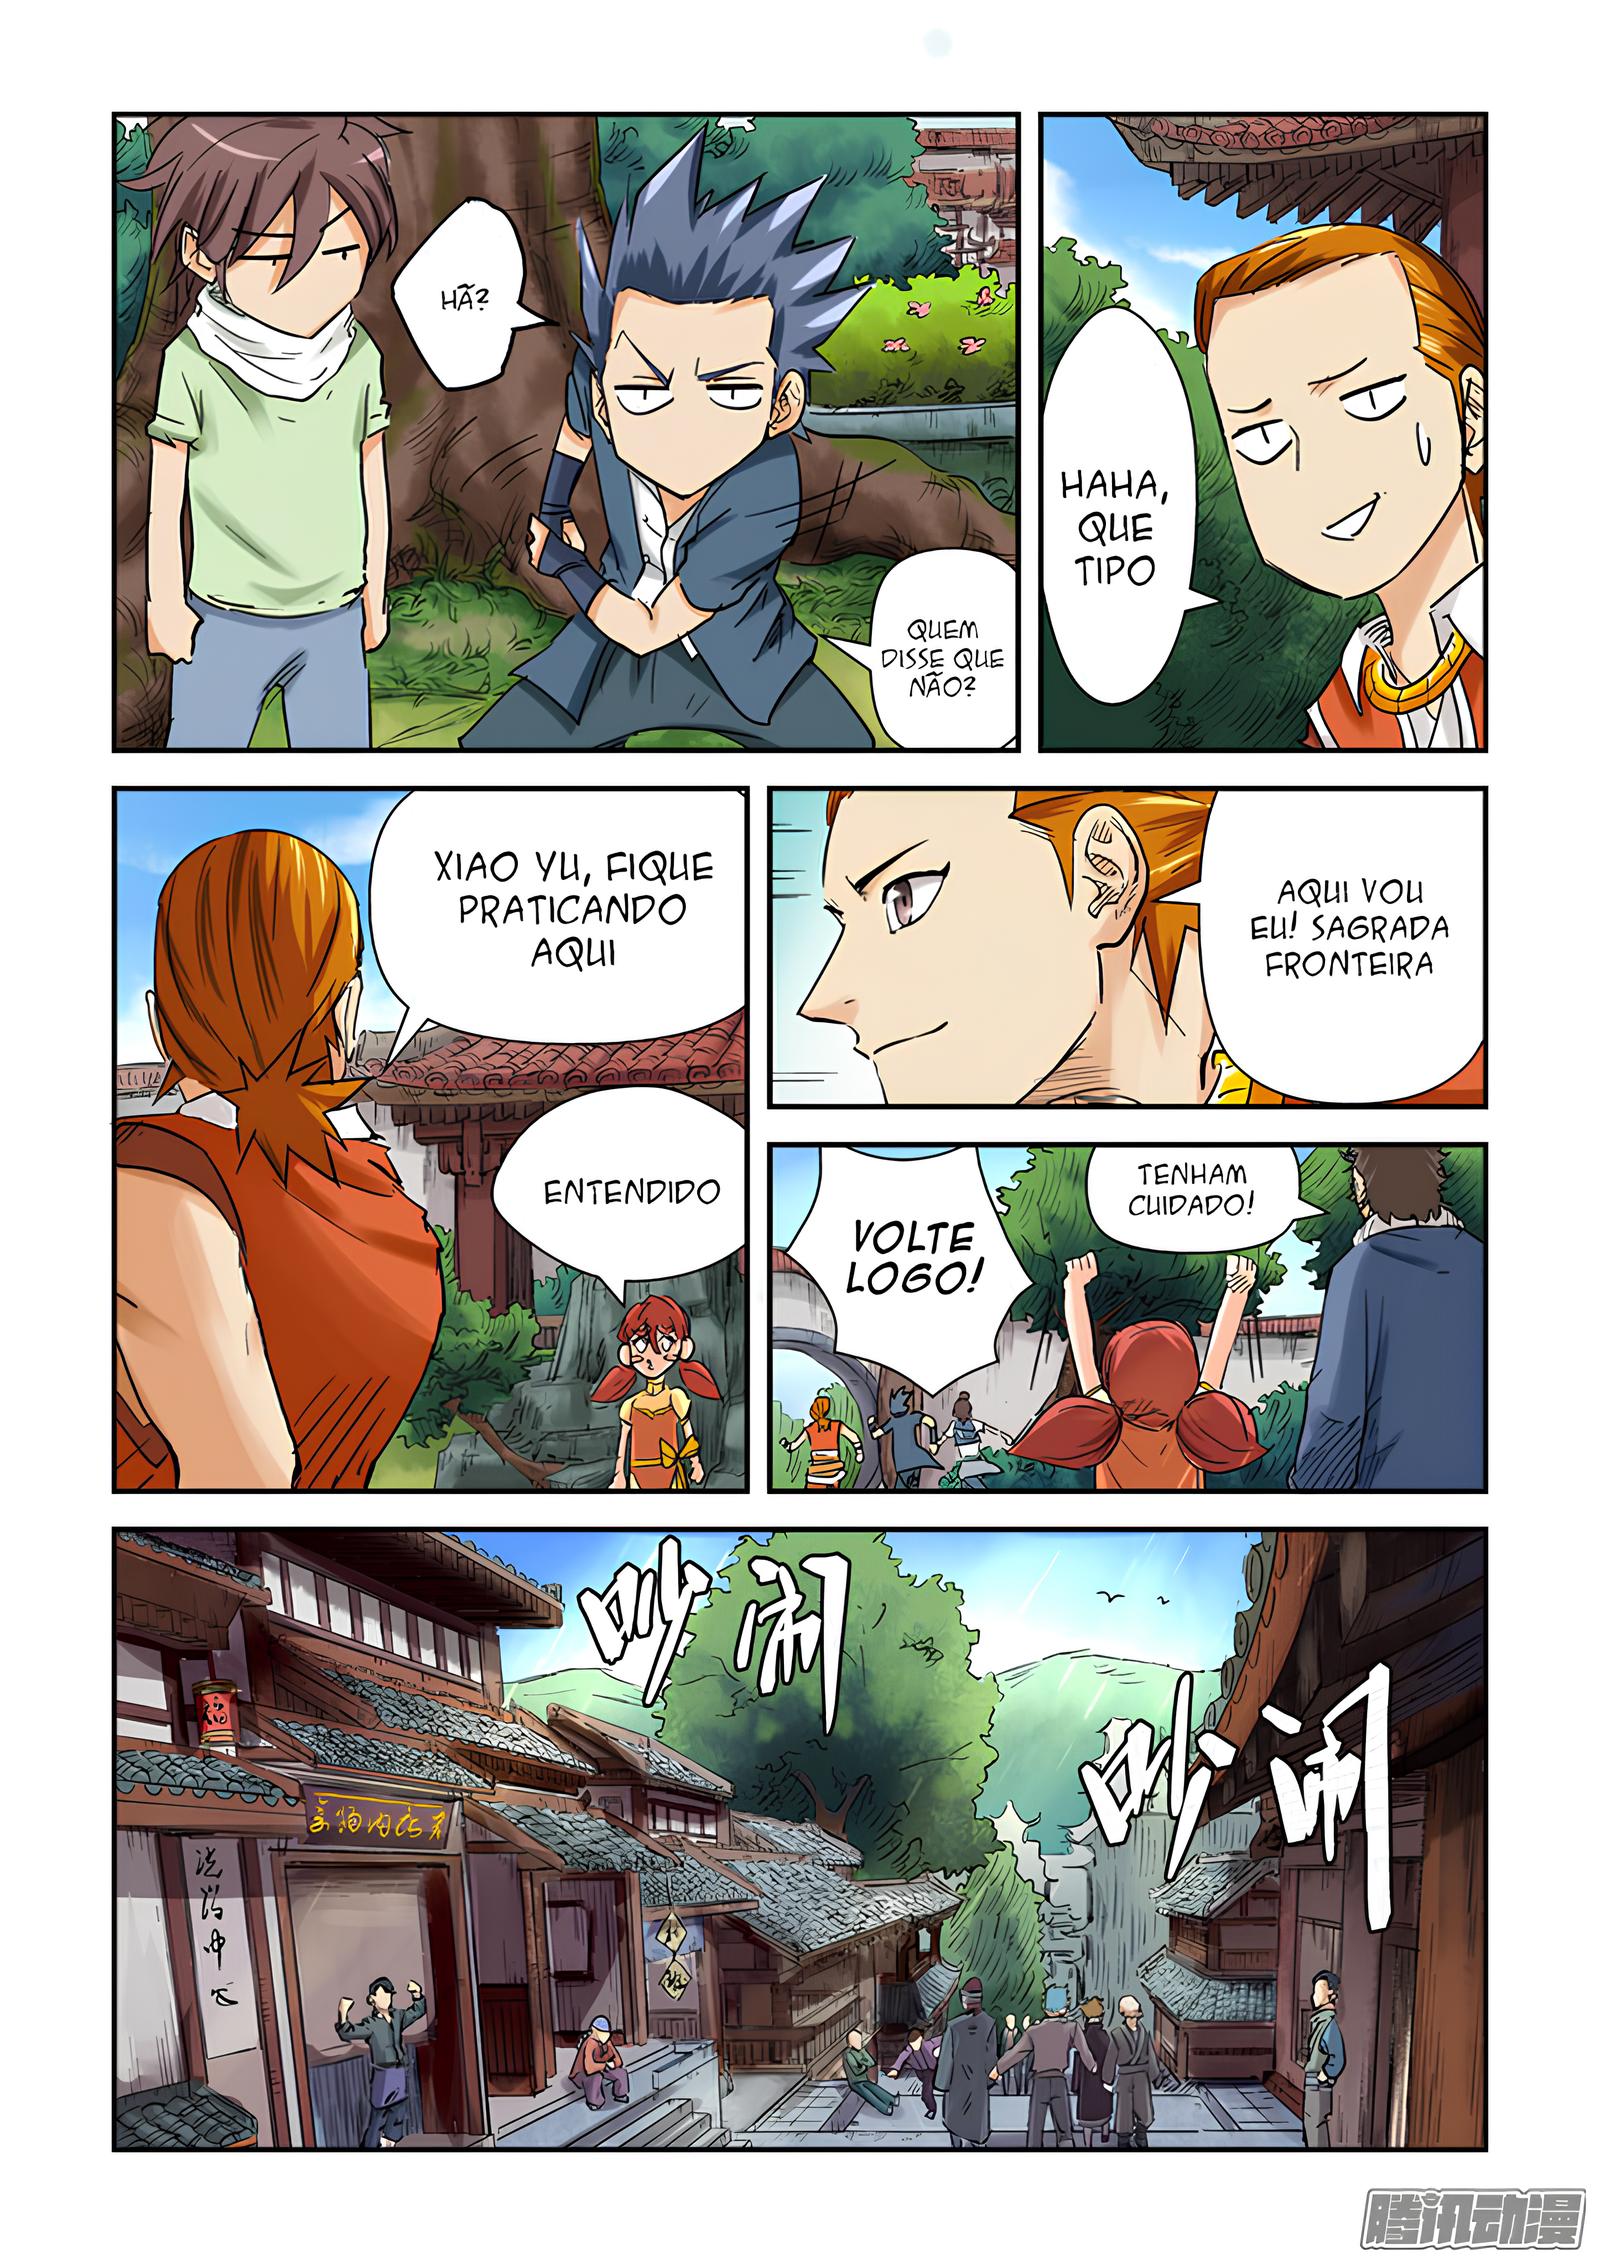 HÃ?
QUEM
DISSE QUE
NÃO?
HAHA,
QUE
TIPO
XIAO YU, FIQUE
PRATICANDO
AQUI
ENTENDIDO
AQUI VOU
EU! SAGRADA
FRONTEIRA
VOLTE
LOGO!
TENHAM
CUIDADO!
吵闹
吵闹
福
腾讯动漫